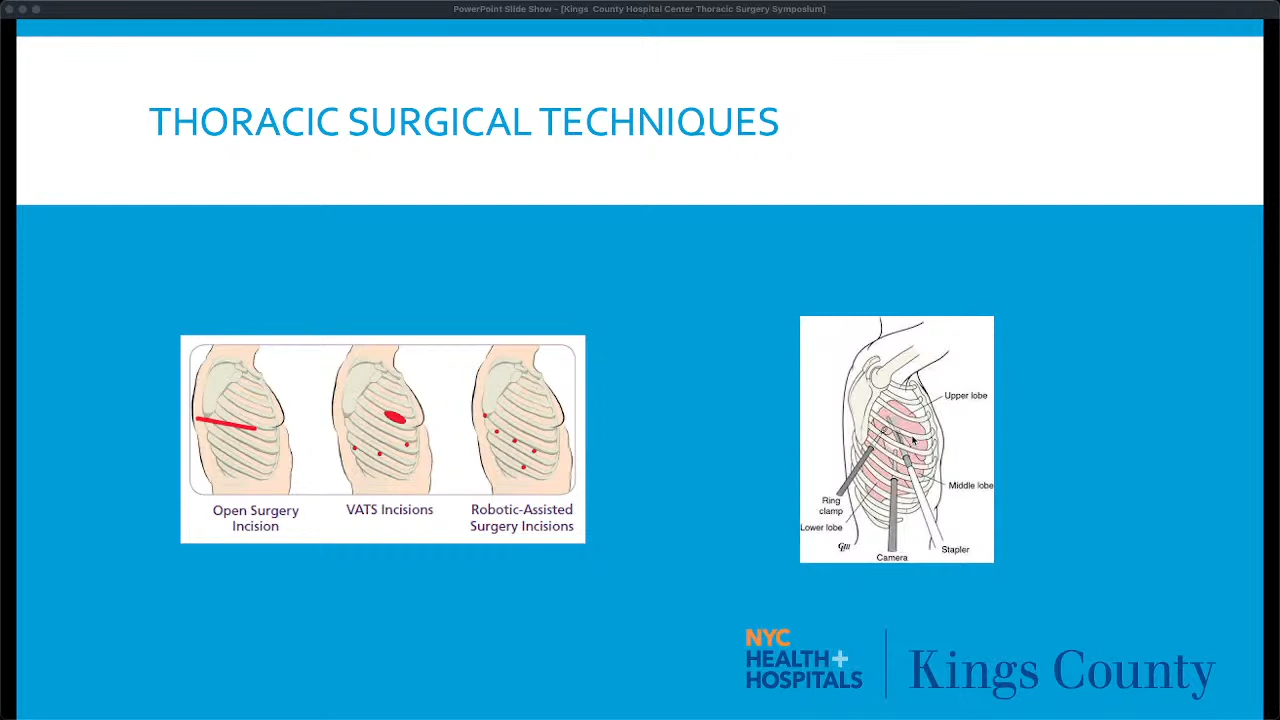 PowerPoint Slide Show - [Kings  County Hospital Center Thoracic Surgery Symposium]
THORACIC SURGICAL TECHNIQUES
Open Surgery
Incision
VATS Incisions
Robotic-Assisted
Surgery Incisions
Upper lobe
Middle lobe
Ring
clamp
Lower lobe
Stapler
Camera
NYC
HEALTH+
HOSPITALS
Kings County